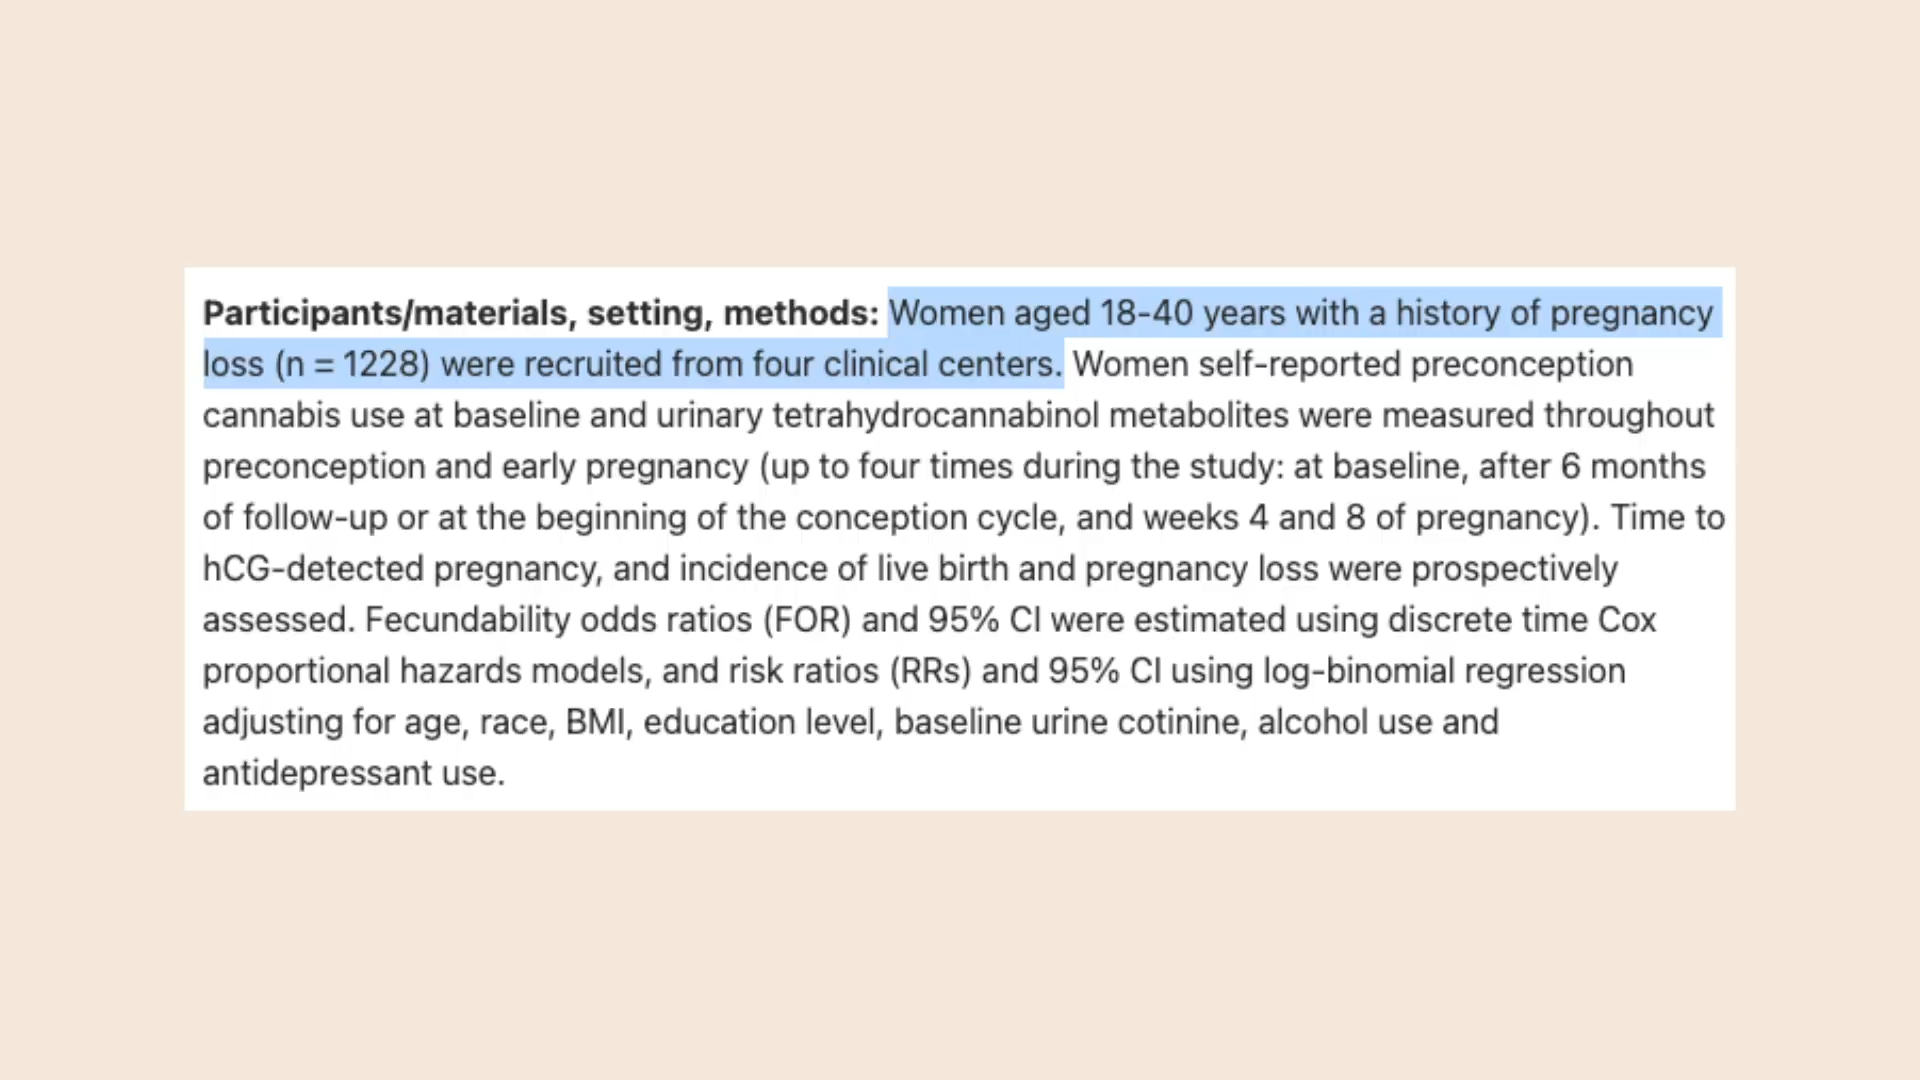 Participants/materials, setting, methods: Women aged 18-40 years with a history of pregnancy
loss (n = 1228) were recruited from four clinical centers. Women self-reported preconception
cannabis use at baseline and urinary tetrahydrocannabinol metabolites were measured throughout
preconception and early pregnancy (up to four times during the study: at baseline, after 6 months
of follow-up or at the beginning of the conception cycle, and weeks 4 and 8 of pregnancy). Time to
hCG-detected pregnancy, and incidence of live birth and pregnancy loss were prospectively
assessed. Fecundability odds ratios (FOR) and 95% CI were estimated using discrete time Cox
proportional hazards models, and risk ratios (RRs) and 95% CI using log-binomial regression
adjusting for age, race, BMI, education level, baseline urine cotinine, alcohol use and
antidepressant use.